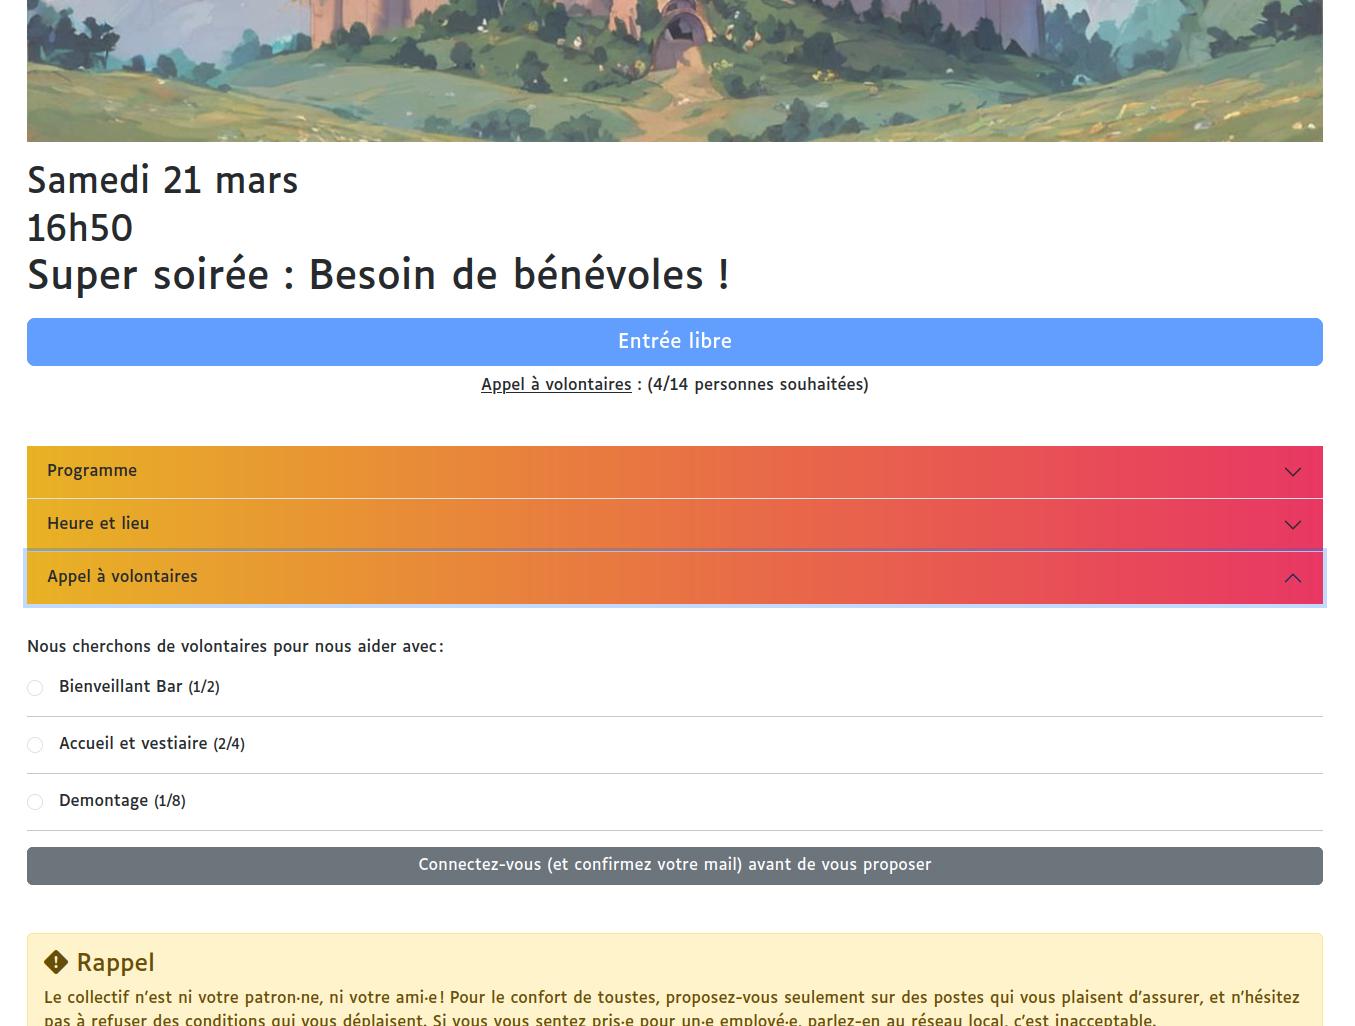 Samedi 21 mars
16h50
Super soirée : Besoin de bénévoles !
Entrée libre
Appel à volontaires : (4/14 personnes souhaitées)
Programme
Heure et lieu
Appel à volontaires
Nous cherchons de volontaires pour nous aider avec :
Bienveillant Bar (1/2)
Accueil et vestiaire (2/4)
Demontage (1/8)
Connectez-vous (et confirmez votre mail) avant de vous proposer
Rappel
Le collectif n'est ni votre patron·ne, ni votre ami·e ! Pour le confort de toustes, proposez-vous seulement sur des postes qui vous plaisent d'assurer, et n'hésitez
pas à refuser des conditions qui vous déplaisent. Si vous vous sentez pris·e pour un·e employé·e, parlez-en au réseau local, c'est inacceptable.